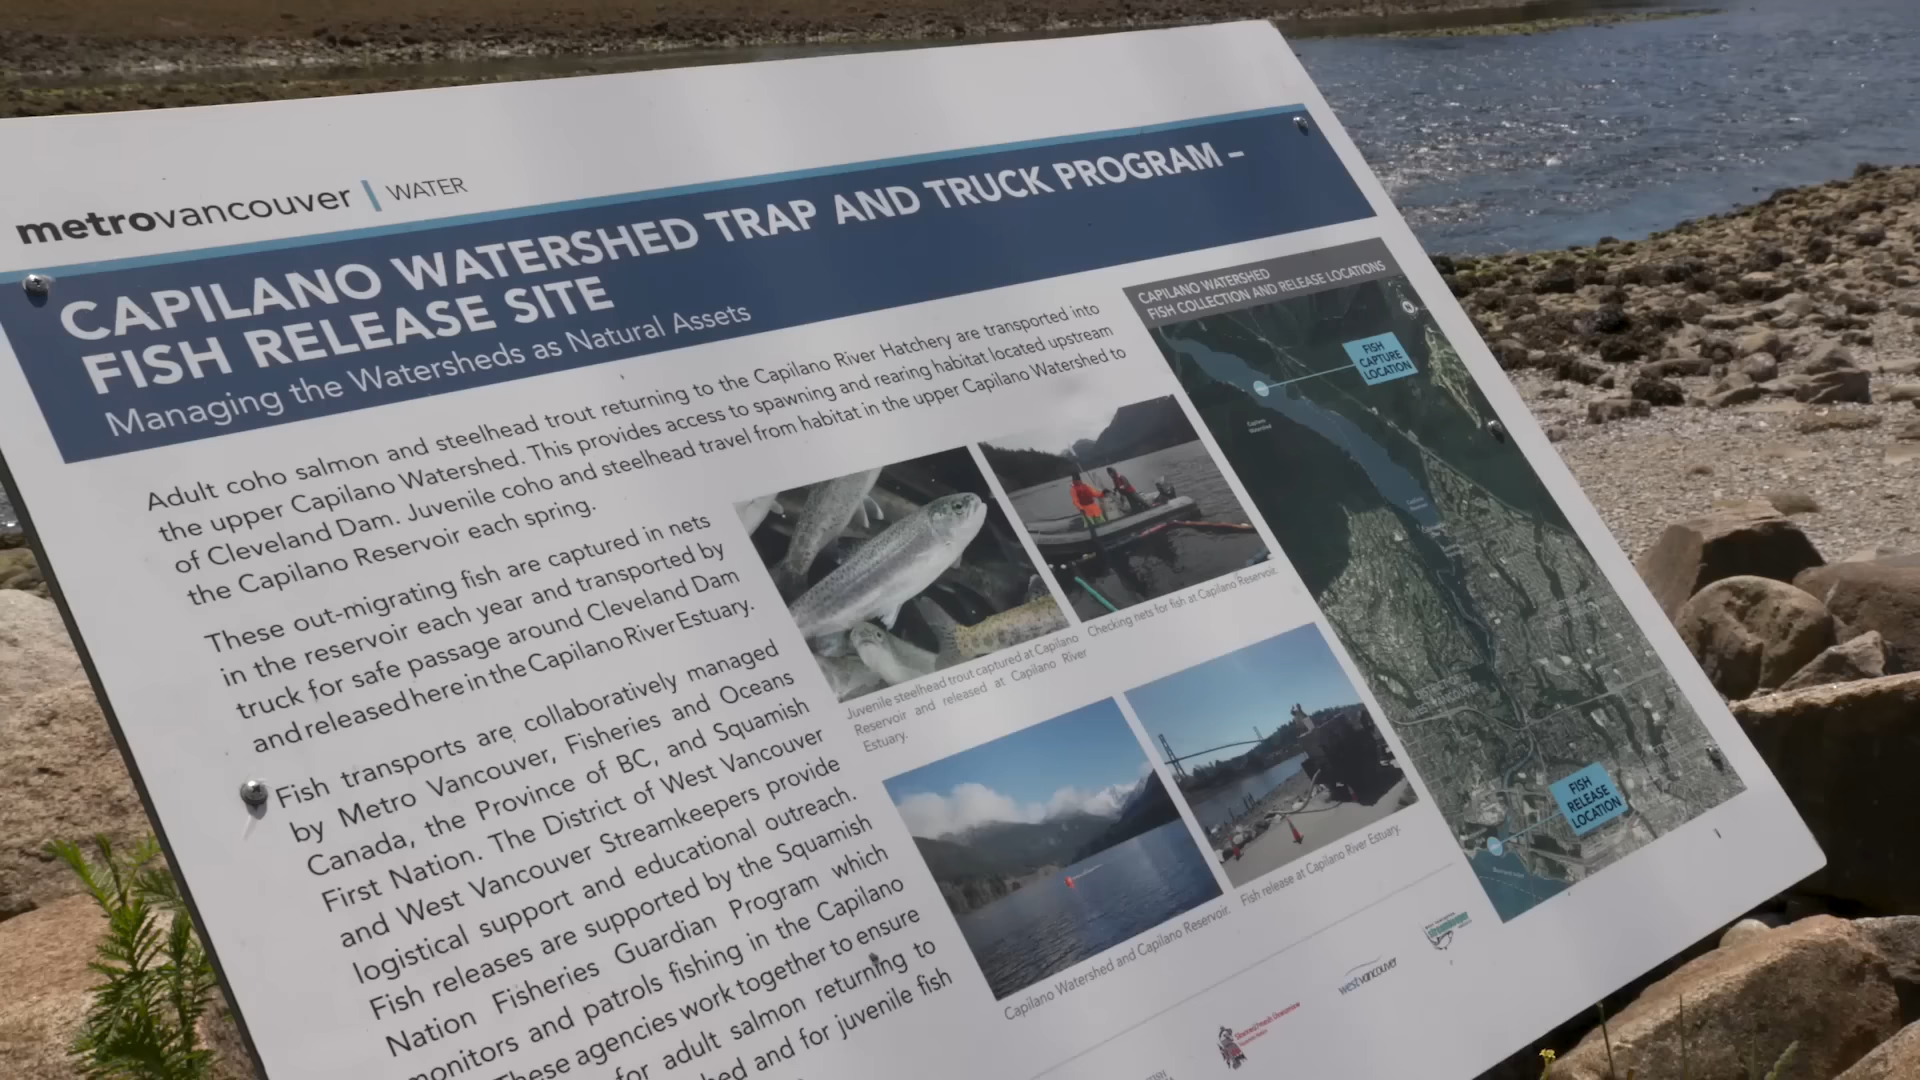 metrovancouver | WATER
CAPILANO WATERSHED TRAP AND TRUCK PROGRAM –
FISH RELEASE SITE
Managing the Watersheds as Natural Assets
Adult coho salmon and steelhead trout returning to the Capilano River Hatchery are transported into
the upper Capilano Watershed. This provides access to spawning and rearing habitat located upstream
of Cleveland Dam. Juvenile coho and steelhead travel from habitat in the upper Capilano Watershed to
the Capilano Reservoir each spring.
These out-migrating fish are captured in nets
in the reservoir each year and transported by
truck for safe passage around Cleveland Dam
and released here in the Capilano River Estuary.
Fish transports are collaboratively managed
by Metro Vancouver, Fisheries and Oceans
Canada, the Province of BC, and Squamish
First Nation. The District of West Vancouver
and West Vancouver Streamkeepers provide
logistical support and educational outreach.
Fish releases are supported by the Squamish
Nation Fisheries Guardian Program which
monitors and patrols fishing in the Capilano
These agencies work together to ensure
for adult salmon returning to
and for juvenile fish
Juvenile steelhead trout captured at Capilano
Reservoir and released at Capilano River
Estuary.
Checking nets for fish at Capilano Reservoir.
Capilano Watershed and Capilano Reservoir.
Fish release at Capilano River Estuary.
CAPILANO WATERSHED
FISH COLLECTION AND RELEASE LOCATIONS
FISH
CAPTURE
LOCATION
Capilano
Watershed
FISH
RELEASE
LOCATION
westvancouver